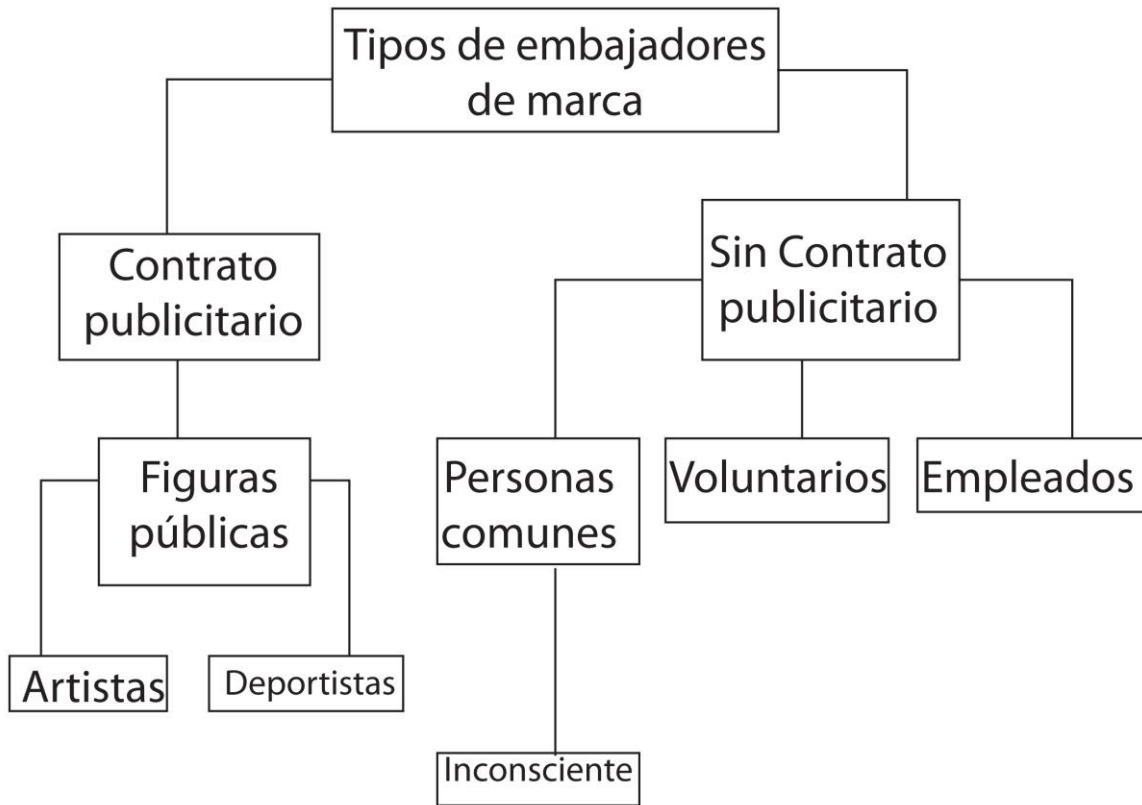 Tipos de embajadores
de marca
Contrato
publicitario
Sin Contrato
publicitario
Figuras
públicas
Personas
comunes
Voluntarios
Empleados
Artistas
Deportistas
Inconsciente